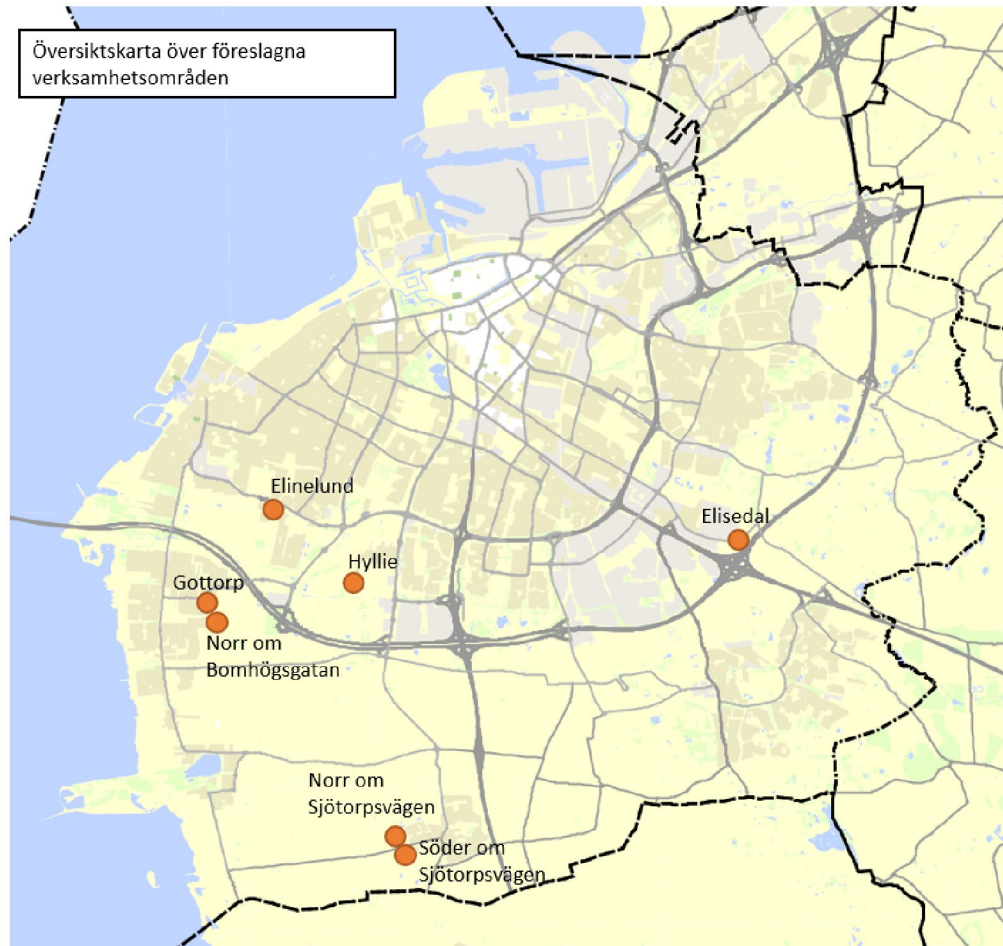 Översiktskarta över föreslagna
verksamhetsområden
Elinelund
Elisedal
Hyllie
Gottorp
Norr om
Bomhögsgatan
Norr om
Sjötorpsvägen
Söder om
Sjötorpsvägen